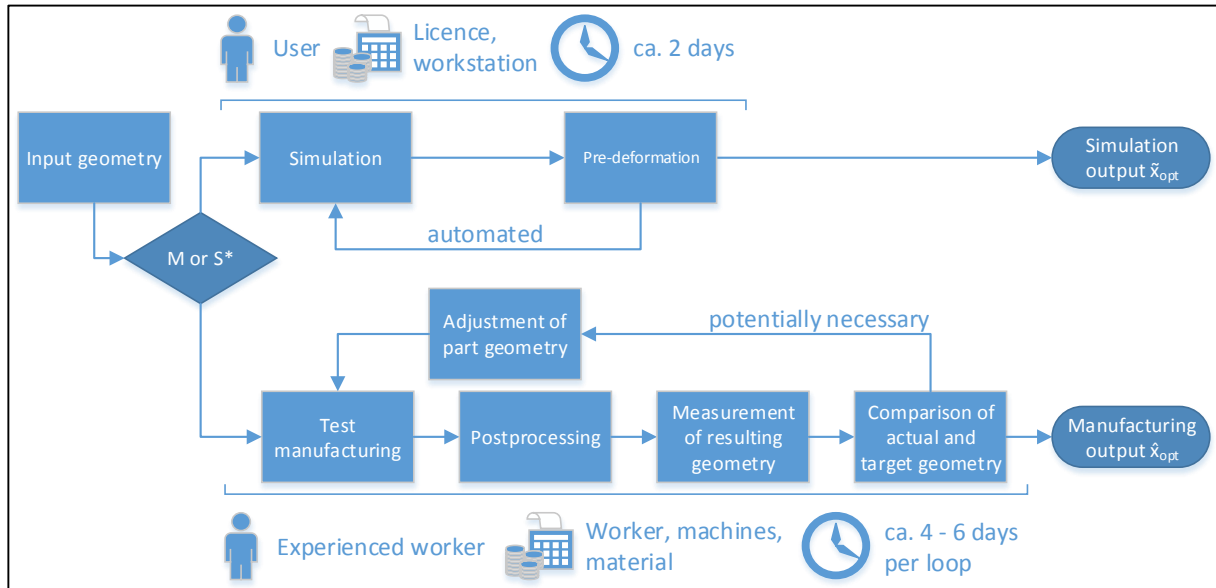 User
Licence,
workstation
ca. 2 days
Input geometry
Simulation
Pre-deformation
Simulation
output x̃opt
automated
M or S*
Adjustment of
part geometry
potentially necessary
Test
manufacturing
Postprocessing
Measurement
of resulting
geometry
Comparison of
actual and
target geometry
Manufacturing
output x̂opt
Experienced worker
Worker, machines,
material
ca. 4 - 6 days
per loop